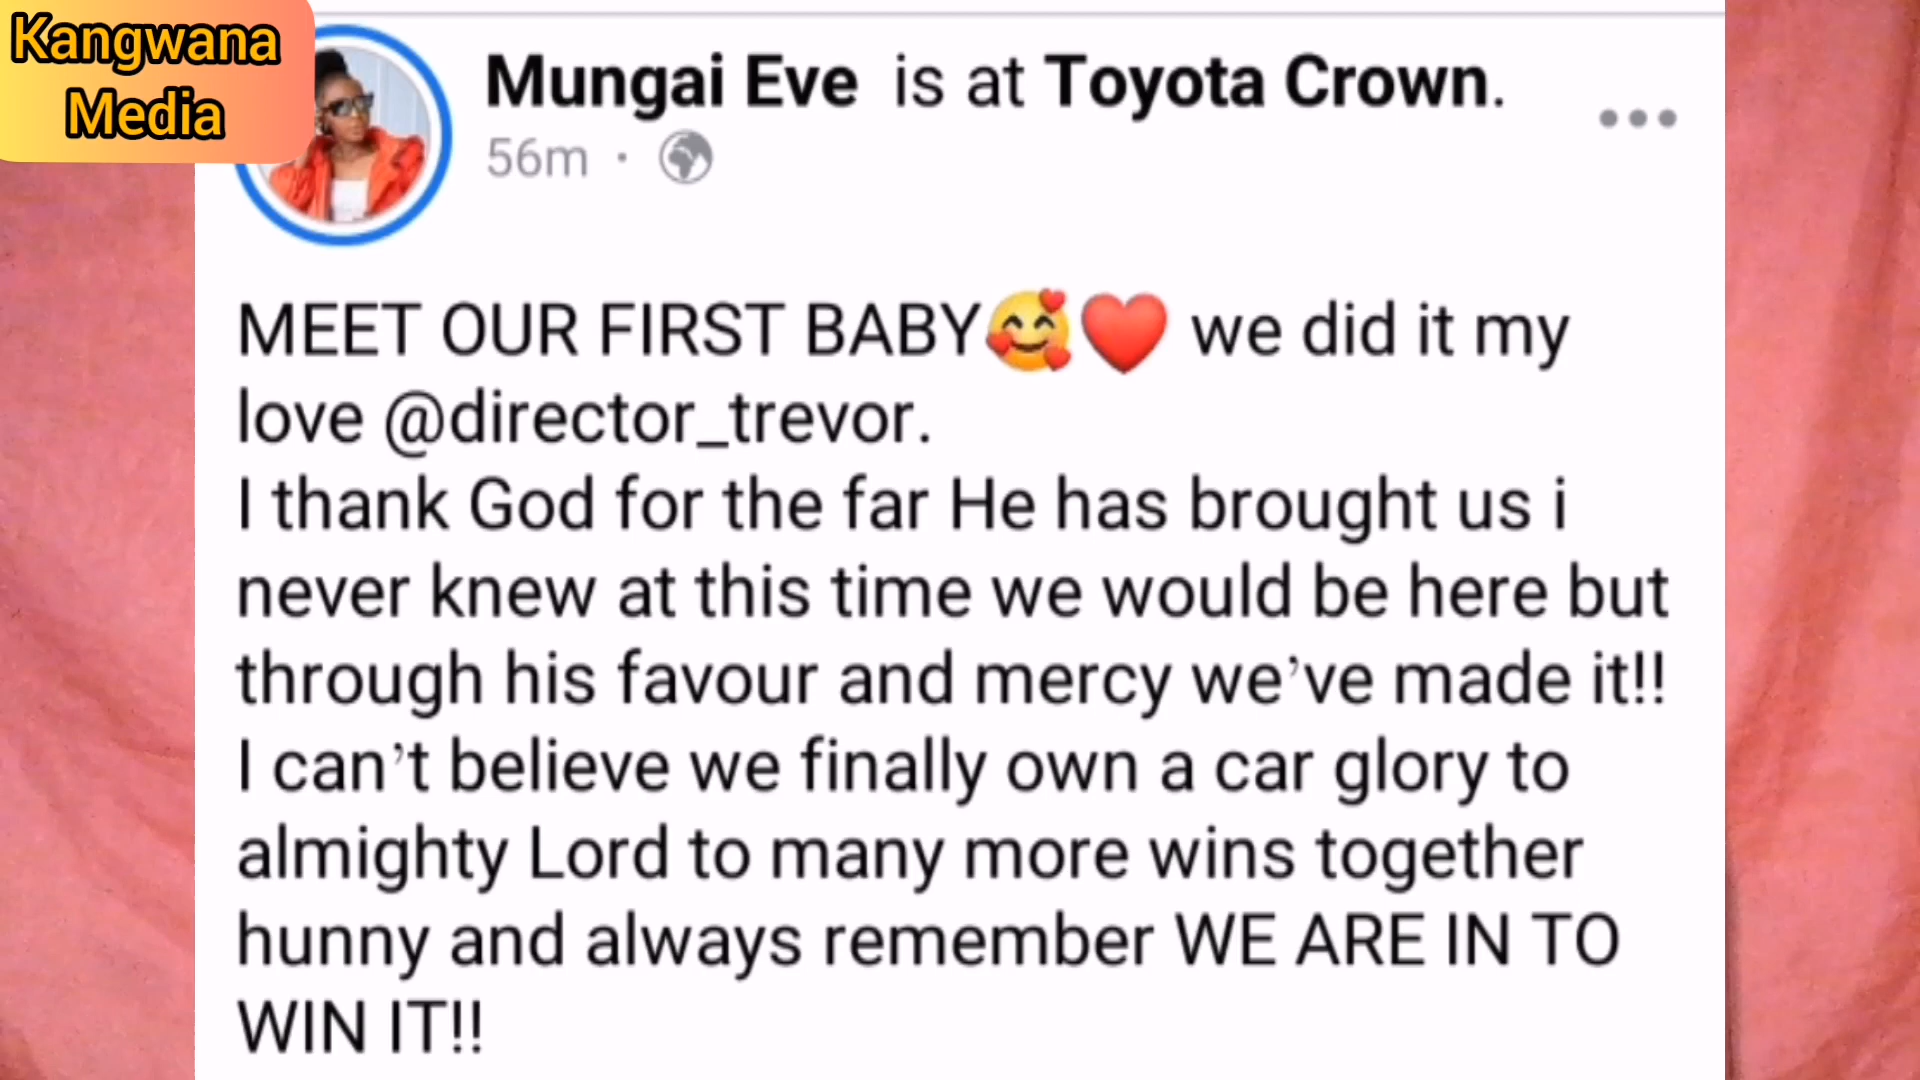 Kangwana
Media
Mungai Eve is at Toyota Crown.
56m ·
MEET OUR FIRST BABY🥰❤️ we did it my
love @director_trevor.
I thank God for the far He has brought us i
never knew at this time we would be here but
through his favour and mercy we’ve made it!!
I can’t believe we finally own a car glory to
almighty Lord to many more wins together
hunny and always remember WE ARE IN TO
WIN IT!!